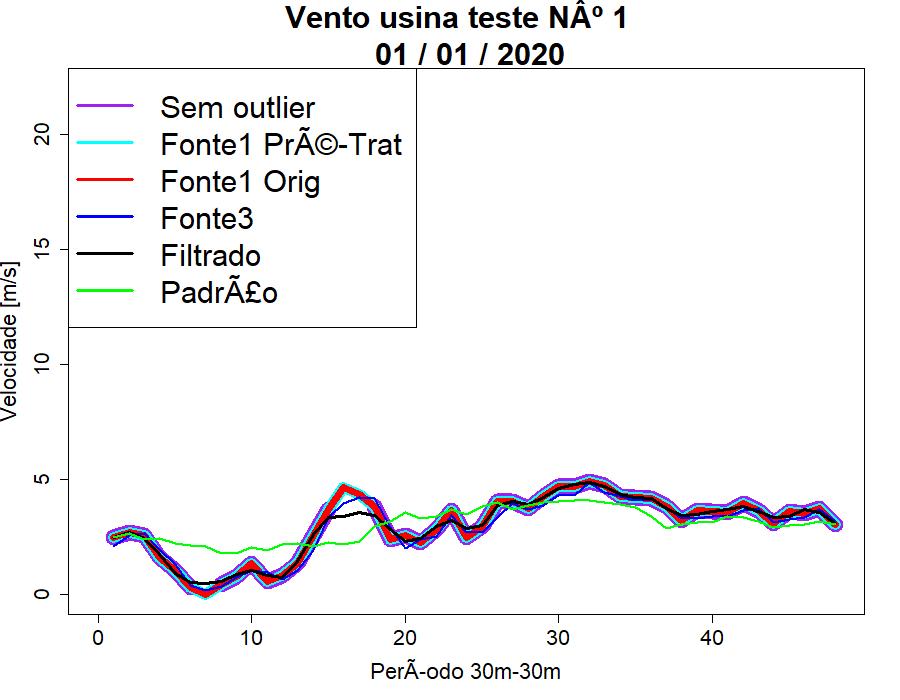 Vento usina teste NÂº 1
01 / 01 / 2020
Sem outlier
Fonte1 PrÃ©-Trat
Fonte1 Orig
Fonte3
Filtrado
PadrÃ£o
Velocidade [m/s]
20
15
10
5
0
0 10 20 30 40
PerÃ-odo 30m-30m